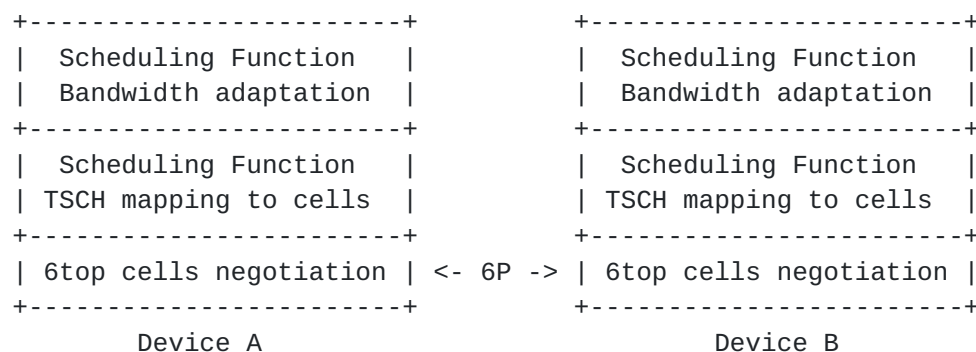 +------------------------+          +------------------------+
|  Scheduling Function   |          |  Scheduling Function   |
|  Bandwidth adaptation  |          |  Bandwidth adaptation  |
+------------------------+          +------------------------+
|  Scheduling Function   |          |  Scheduling Function   |
| TSCH mapping to cells  |          | TSCH mapping to cells  |
+------------------------+          +------------------------+
| 6top cells negotiation | <- 6P -> | 6top cells negotiation |
+------------------------+          +------------------------+
        Device A                             Device B